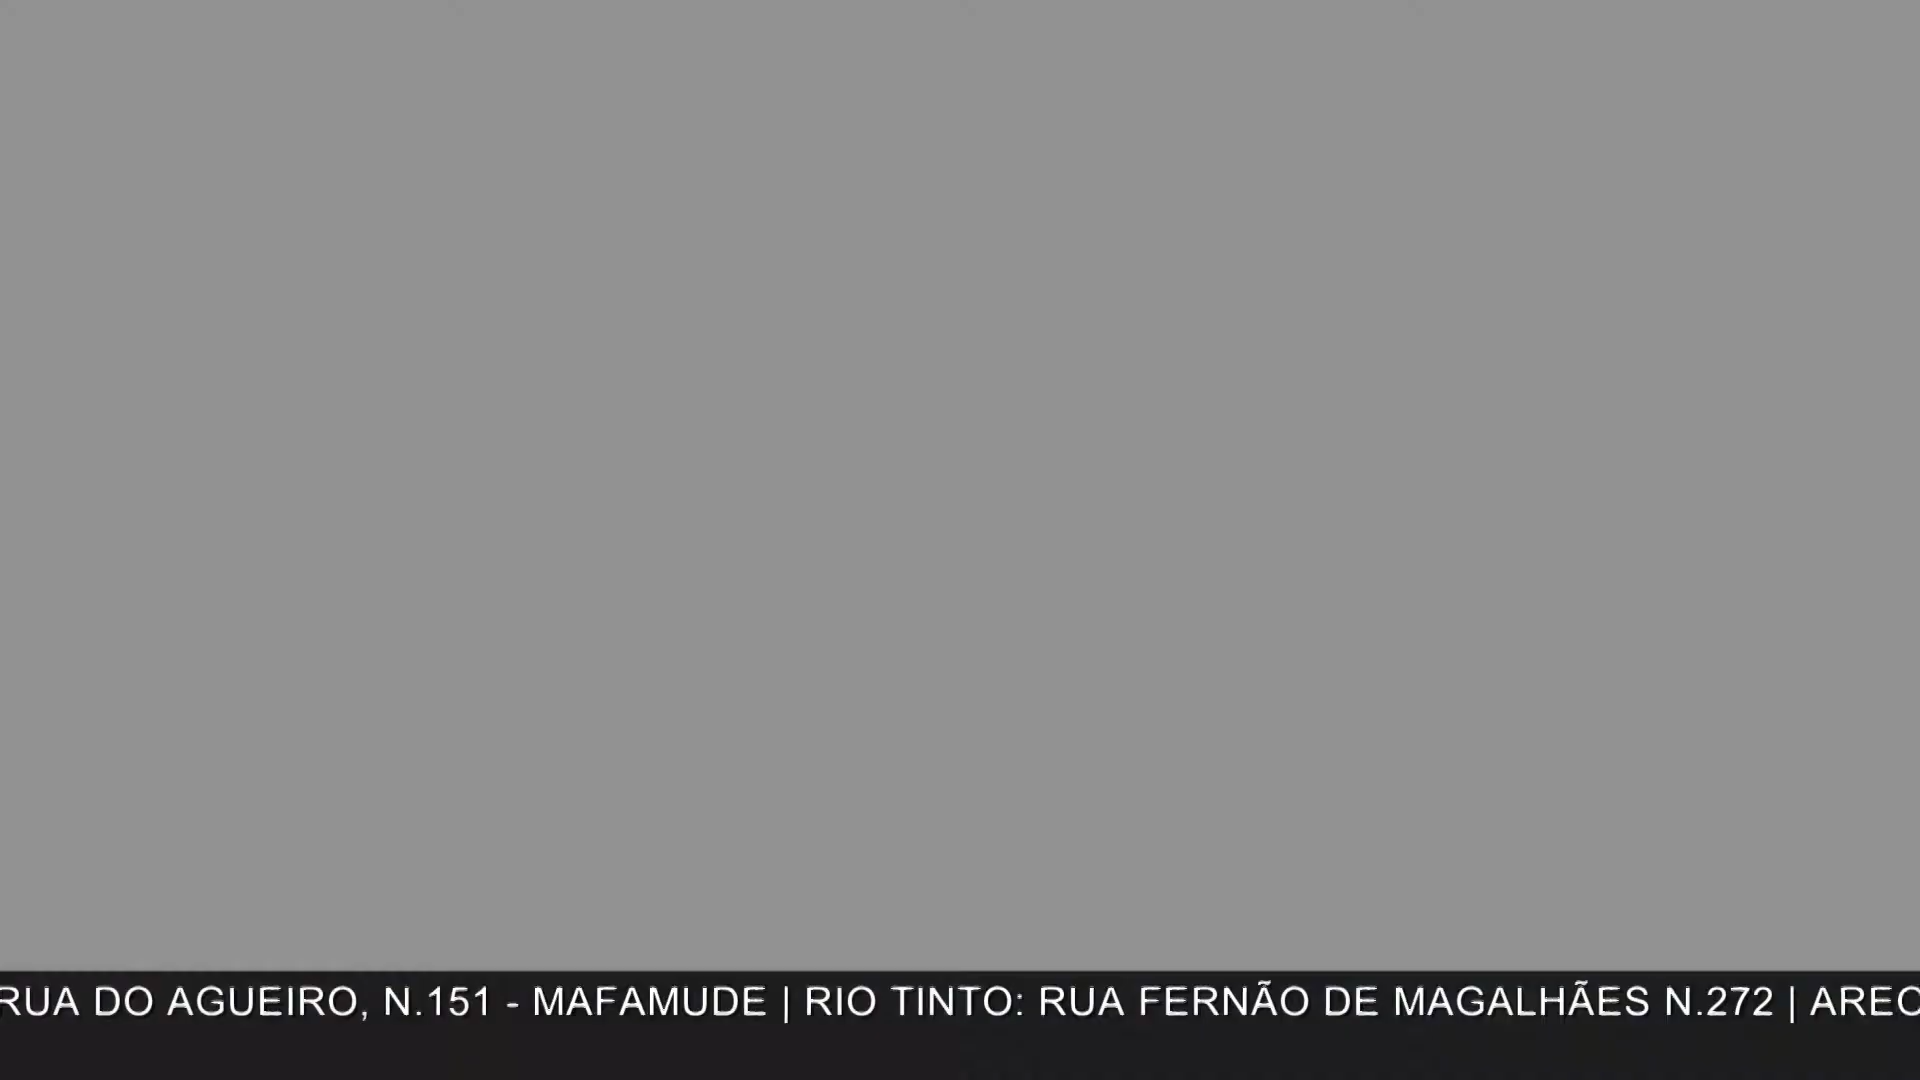 RUA DO AGUEIRO, N.151 - MAFAMUDE | RIO TINTO: RUA FERNÃO DE MAGALHÃES N.272 |